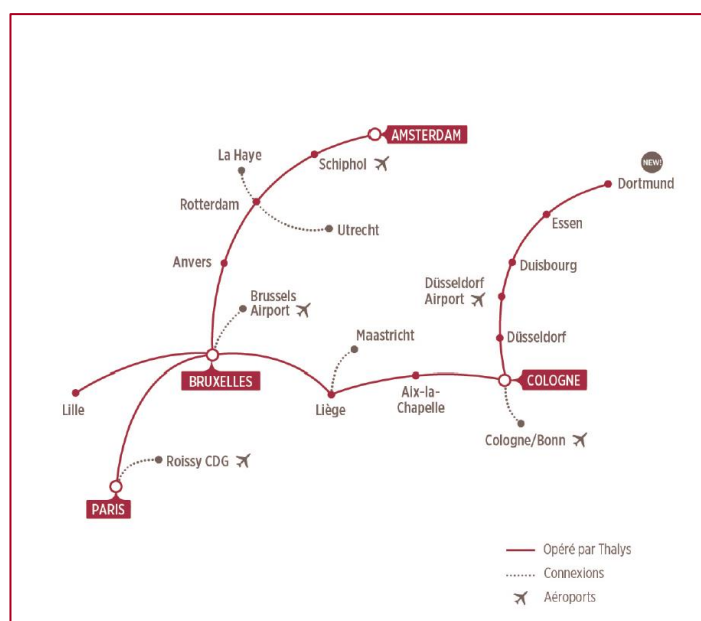 AMSTERDAM
La Haye
Schiphol
NEW!
Dortmund
Rotterdam
Utrecht
Essen
Anvers
Duisbourg
Düsseldorf
Airport
Brussels
Airport
Düsseldorf
Maastricht
BRUXELLES
COLOGNE
Lille
Liège
Aix-la-
Chapelle
Cologne/Bonn
Roissy CDG
PARIS
Opéré par Thalys
Connexions
Aéroports